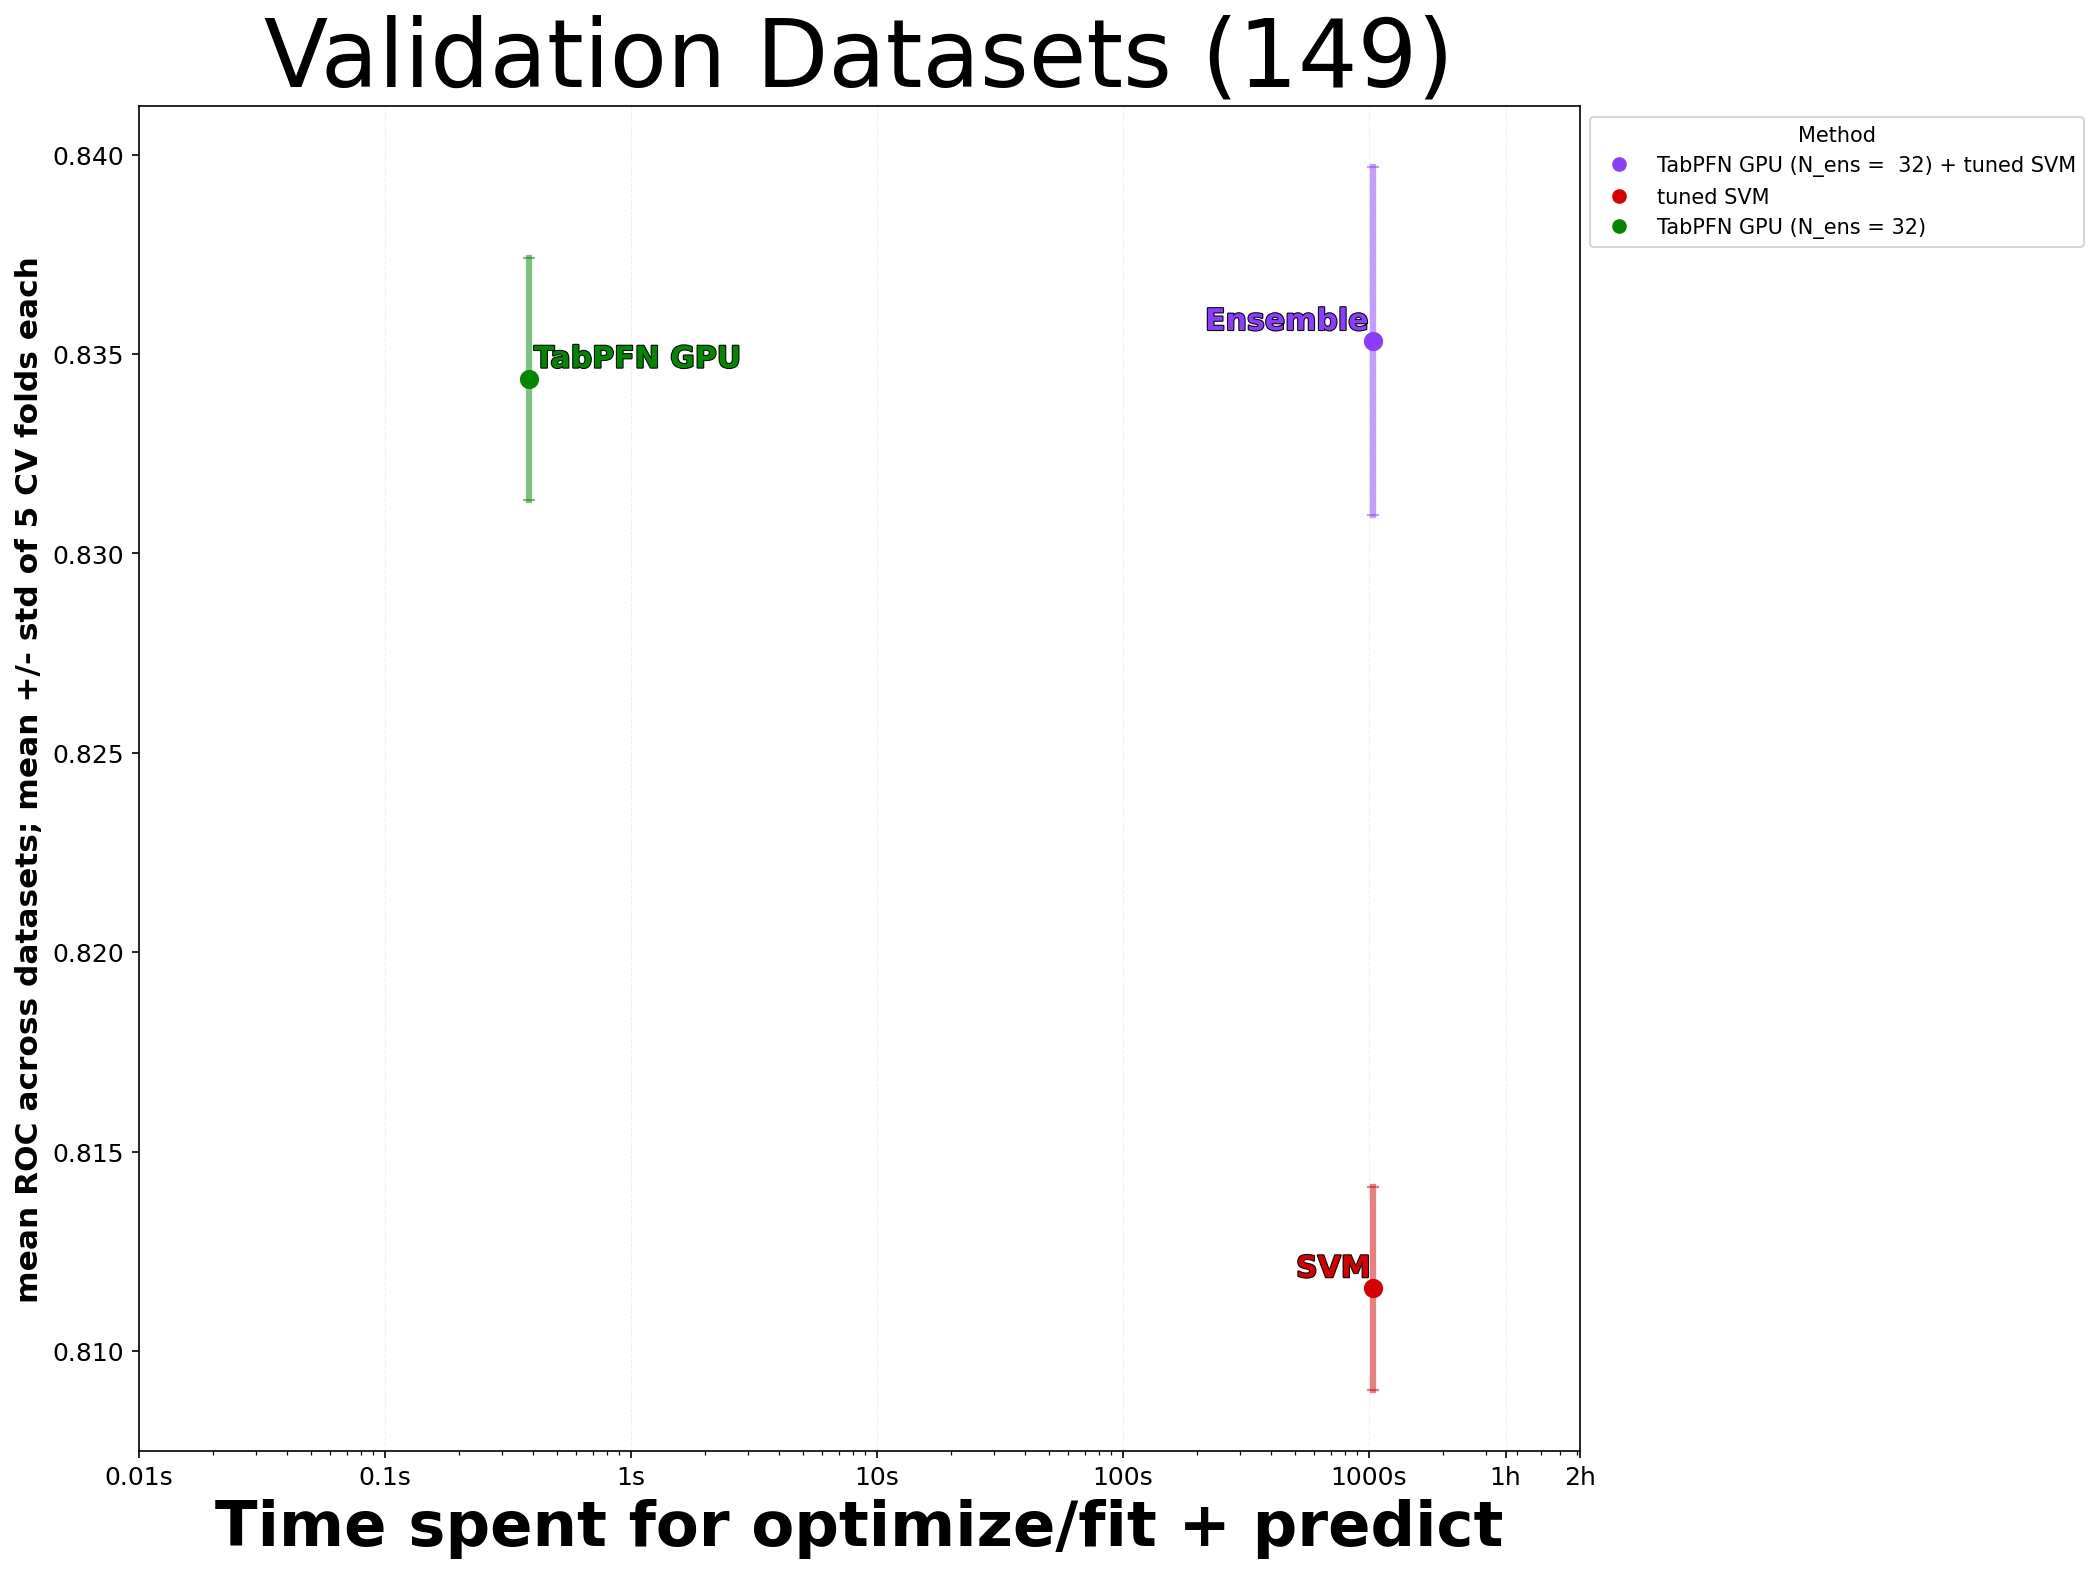 Validation Datasets (149)
mean ROC across datasets; mean +/- std of 5 CV folds each
0.840
0.835
0.830
0.825
0.820
0.815
0.810
TabPFN GPU
Ensemble
SVM
0.01s 0.1s 1s 10s 100s 1000s 1h 2h
Time spent for optimize/fit + predict
Method
TabPFN GPU (N_ens =  32) + tuned SVM
tuned SVM
TabPFN GPU (N_ens = 32)